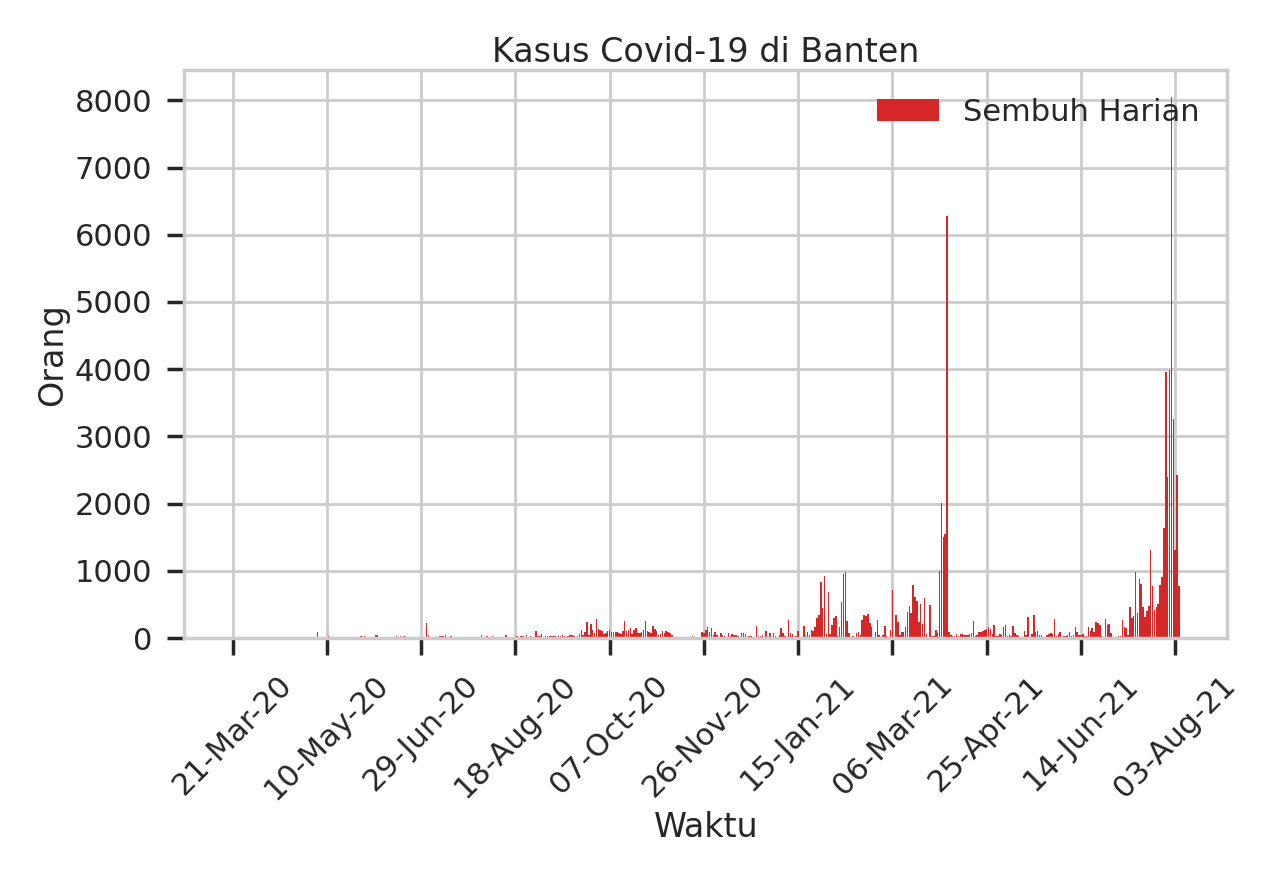 Kasus Covid-19 di Banten
Sembuh Harian
8000
7000
6000
5000
4000
3000
2000
1000
0
Orang
21-Mar-20
10-May-20
29-Jun-20
18-Aug-20
07-Oct-20
26-Nov-20
15-Jan-21
06-Mar-21
25-Apr-21
14-Jun-21
03-Aug-21
Waktu